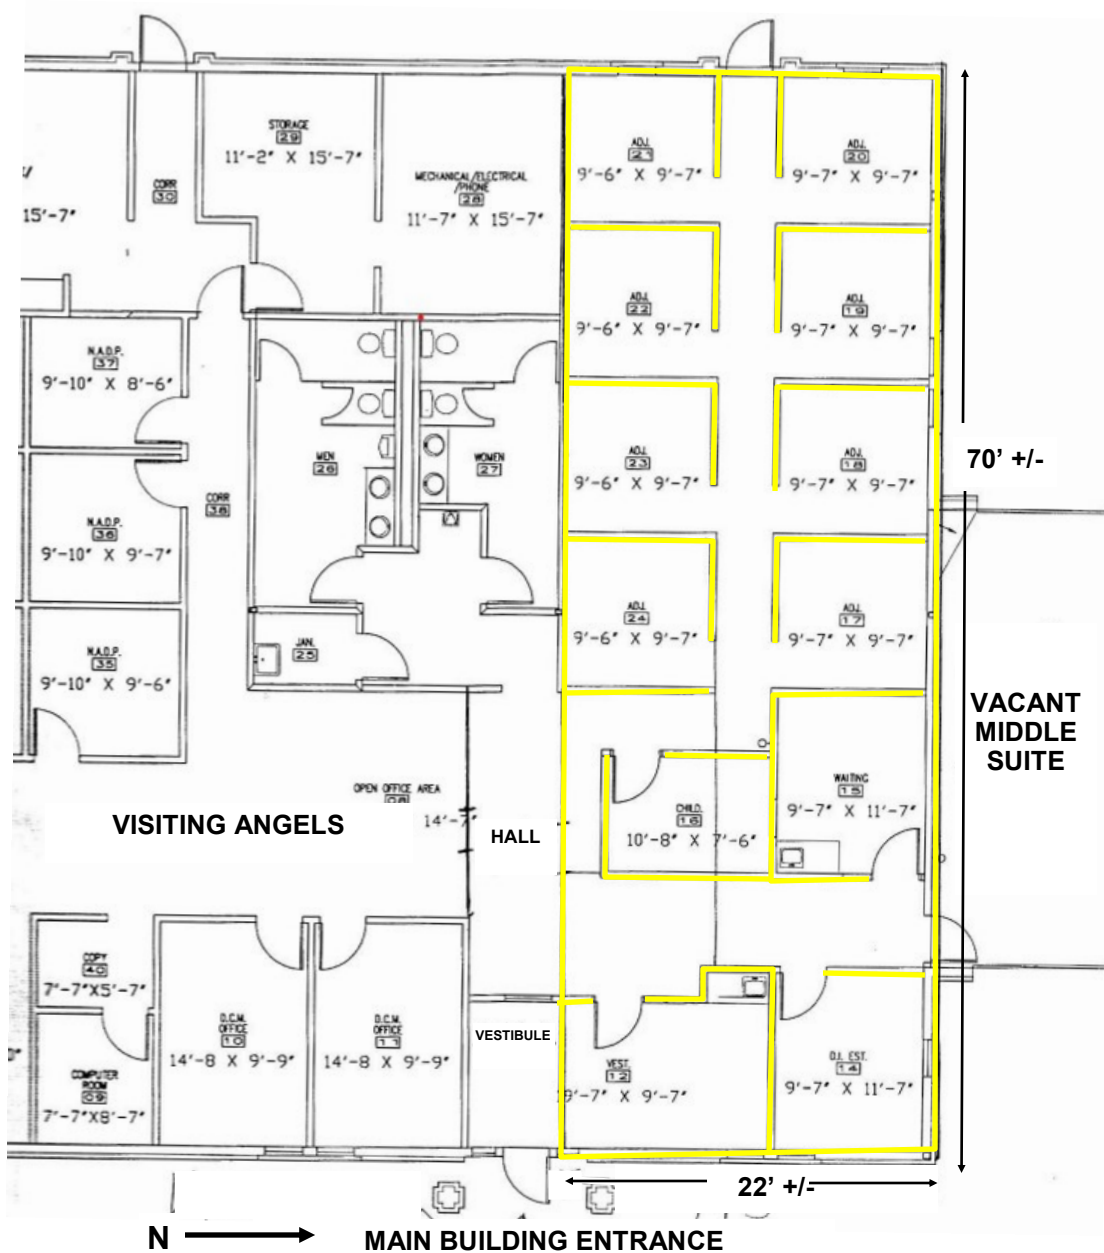 STORAGE
29
11'-2" X 15'-7"
MECHANICAL/ELECTRICAL
/PHONE
28
11'-7" X 15'-7"
CORR
30
15'-7"
ADJ.
21
9'-6" X 9'-7"
ADJ.
20
9'-7" X 9'-7"
ADJ.
22
9'-6" X 9'-7"
ADJ.
19
9'-7" X 9'-7"
N.A.D.P.
37
9'-10" X 8'-6"
MEN
26
WOMEN
27
ADJ.
23
9'-6" X 9'-7"
ADJ.
18
9'-7" X 9'-7"
70' +/-
CORR
38
N.A.D.P.
36
9'-10" X 9'-7"
ADJ.
24
9'-6" X 9'-7"
ADJ.
17
9'-7" X 9'-7"
N.A.D.P.
35
9'-10" X 9'-6"
JAN.
25
VACANT
MIDDLE
SUITE
OPEN OFFICE AREA
08
14'-7"
VISITING ANGELS
HALL
CHILD.
16
10'-8" X 7'-6"
WAITING
15
9'-7" X 11'-7"
COPY
40
7'-7"X5'-7"
D.C.M.
OFFICE
10
14'-8 X 9'-9"
D.C.M.
OFFICE
11
14'-8 X 9'-9"
VESTIBULE
COMPUTER
ROOM
09
7'-7"X8'-7"
VEST.
12
19'-7" X 9'-7"
D.I. EST.
14
9'-7" X 11'-7"
22' +/-
N
MAIN BUILDING ENTRANCE